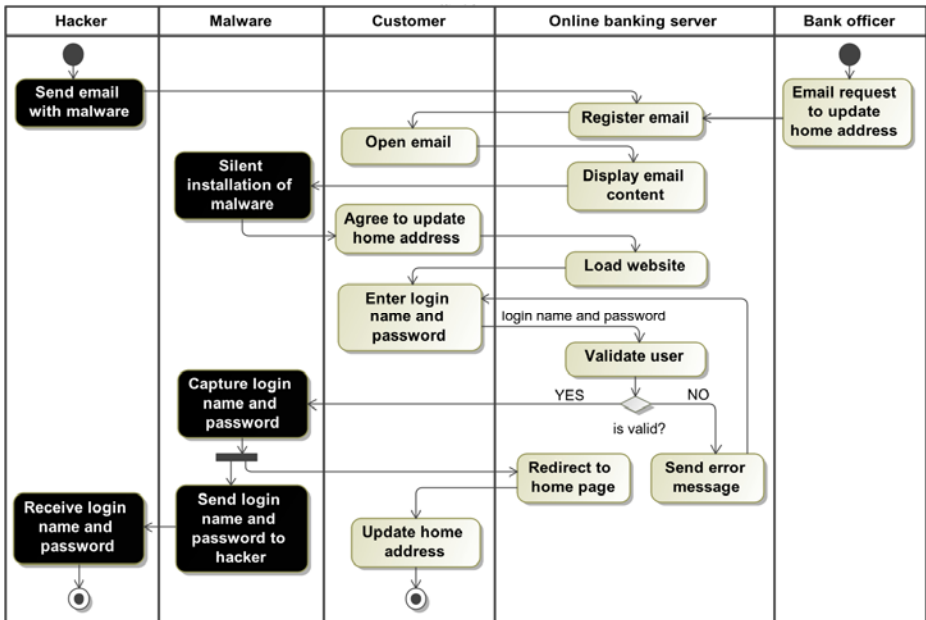 Hacker
Malware
Customer
Online banking server
Bank officer
Send email
with malware
Email request
to update
home address
Register email
Open email
Silent
installation of
malware
Display email
content
Agree to update
home address
Load website
Enter login
name and
password
login name and password
Validate user
Capture login
name and
password
YES
NO
is valid?
Redirect to
home page
Send error
message
Receive login
name and
password
Send login
name and
password to
hacker
Update home
address